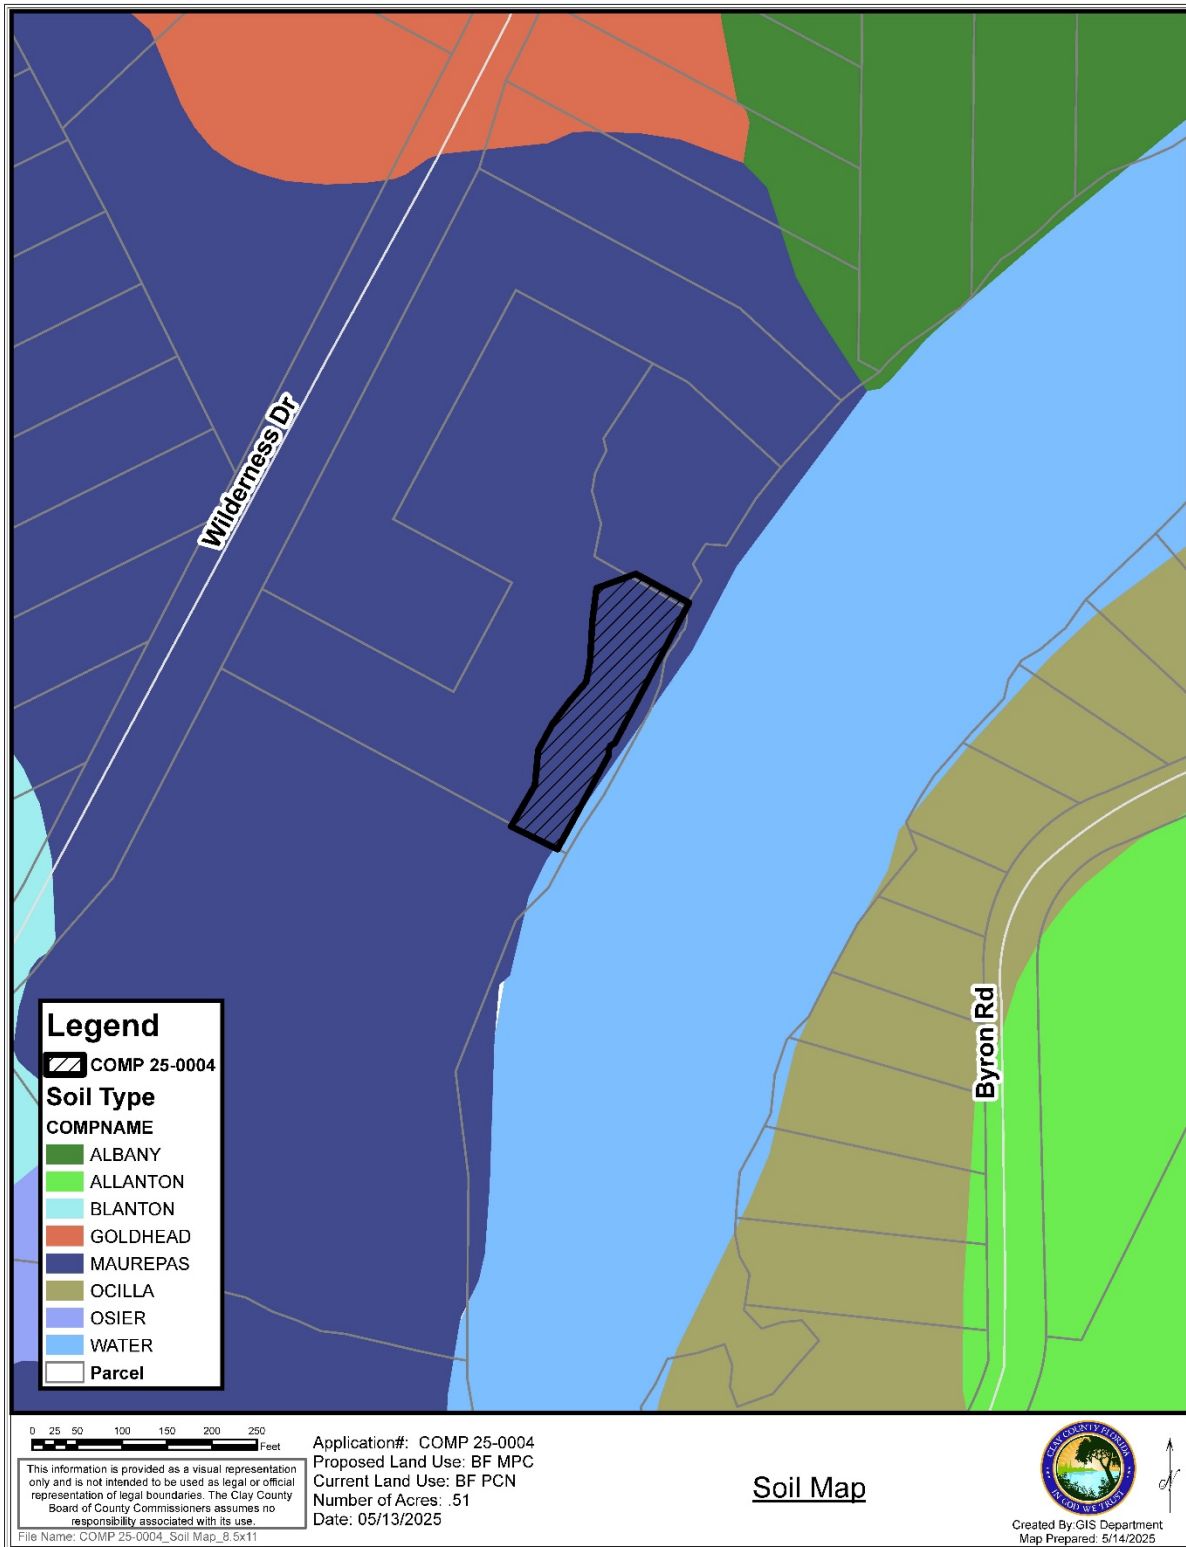 Wilderness Dr
Byron Rd
Legend
COMP 25-0004
Soil Type
COMPNAME
ALBANY
ALLANTON
BLANTON
GOLDHEAD
MAUREPAS
OCILLA
OSIER
WATER
Parcel
0 25 50 100 150 200 250
Feet
This information is provided as a visual representation
only and is not intended to be used as legal or official
representation of legal boundaries. The Clay County
Board of County Commissioners assumes no
responsibility associated with its use.
File Name: COMP 25-0004_Soil Map_8.5x11
Application#: COMP 25-0004
Proposed Land Use: BF MPC
Current Land Use: BF PCN
Number of Acres: .51
Date: 05/13/2025
Soil Map
CLAY COUNTY FLORIDA
IN GOD WE TRUST
N
Created By:GIS Department
Map Prepared: 5/14/2025